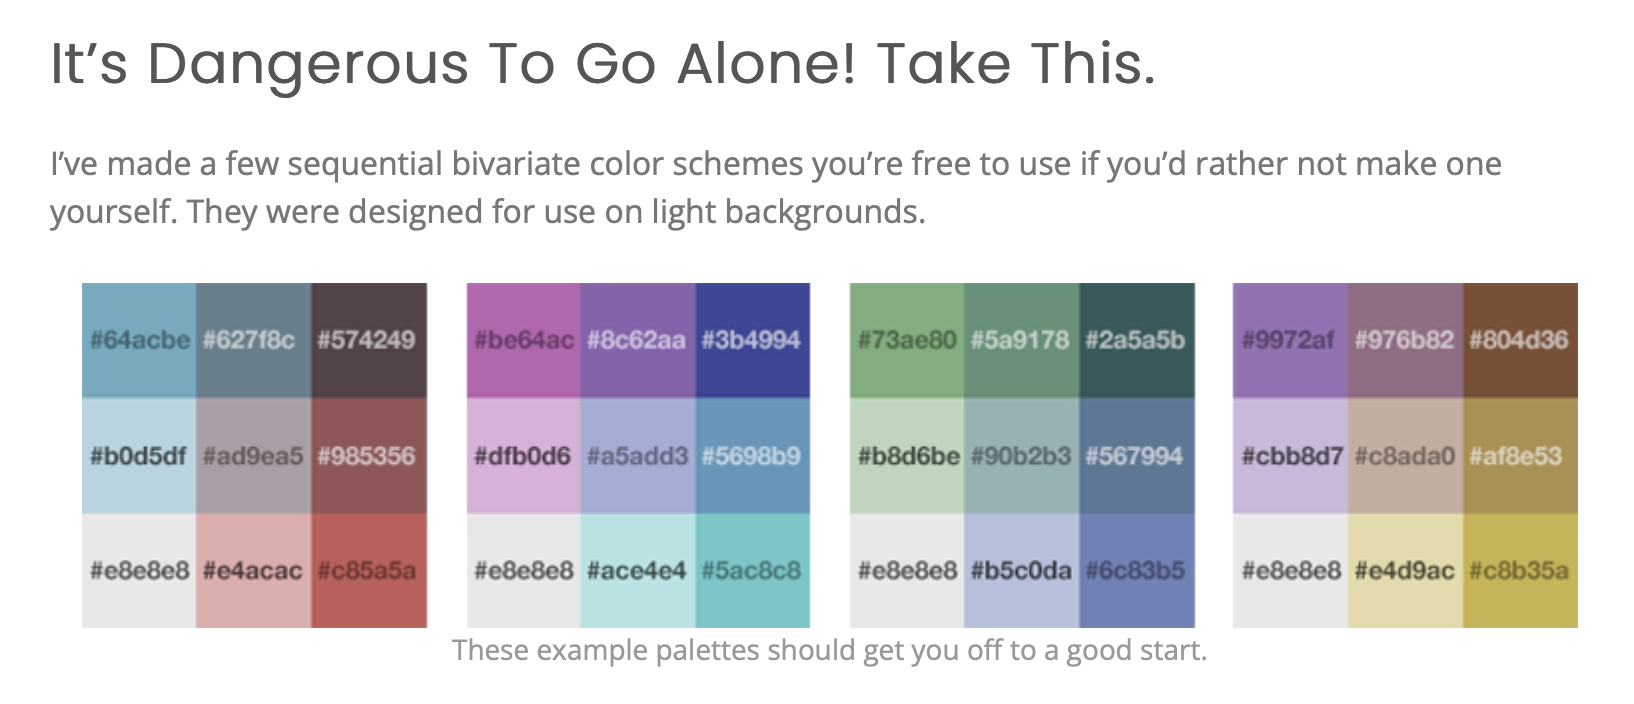 It’s Dangerous To Go Alone! Take This.
I’ve made a few sequential bivariate color schemes you’re free to use if you’d rather not make one
yourself. They were designed for use on light backgrounds.
#64acbe #627f8c #574249 #be64ac #8c62aa #3b4994 #73ae80 #5a9178 #2a5a5b #9972af #976b82 #804d36
#b0d5df #ad9ea5 #985356 #dfb0d6 #a5add3 #5698b9 #b8d6be #90b2b3 #567994 #cbb8d7 #c8ada0 #af8e53
#e8e8e8 #e4acac #c85a5a #e8e8e8 #ace4e4 #5ac8c8 #e8e8e8 #b5c0da #6c83b5 #e8e8e8 #e4d9ac #c8b35a
These example palettes should get you off to a good start.